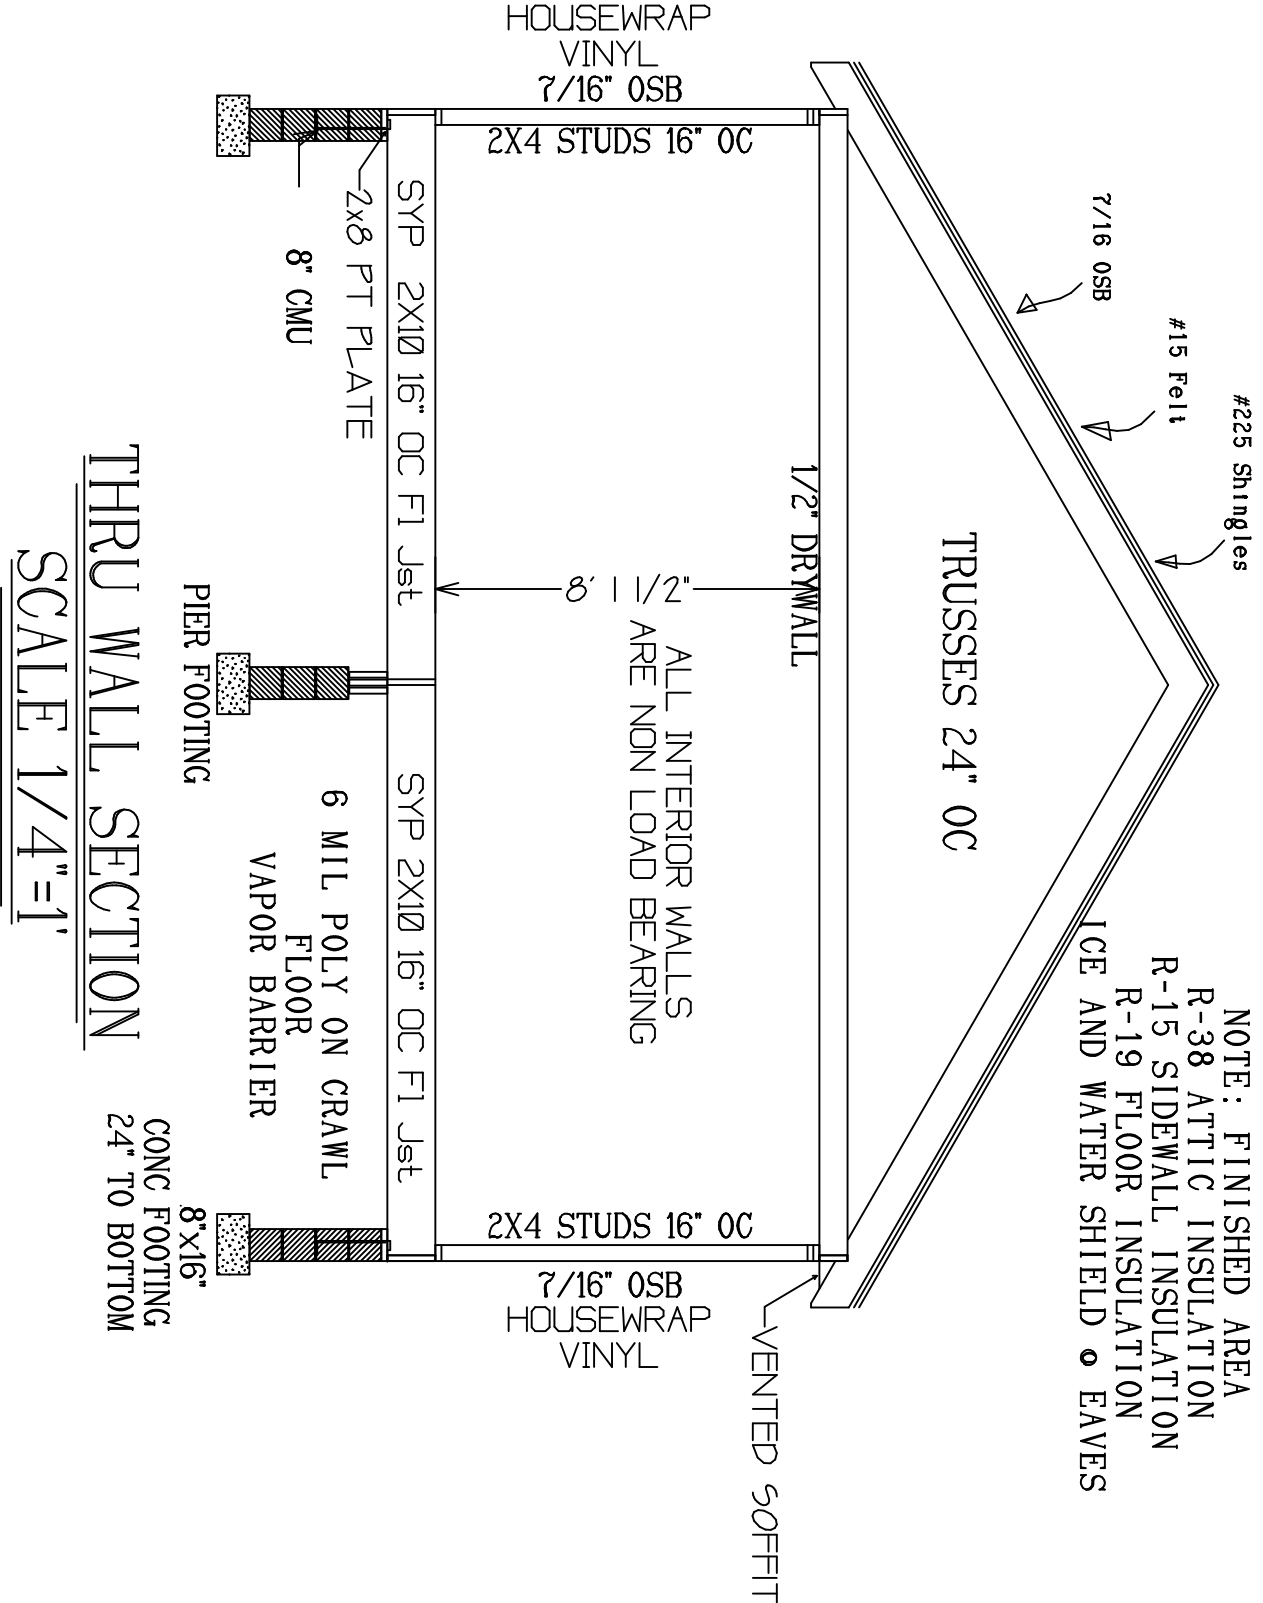 NOTE: FINISHED AREA
R-38 ATTIC INSULATION
R-15 SIDEWALL INSULATION
R-19 FLOOR INSULATION
ICE AND WATER SHIELD @ EAVES
#225 Shingles
#15 Felt
7/16 OSB
TRUSSES 24" OC
1/2" DRYWALL
VENTED SOFFIT
HOUSEWRAP
VINYL
7/16" OSB
2X4 STUDS 16" OC
8' 1 1/2"
ALL INTERIOR WALLS
ARE NON LOAD BEARING
2X4 STUDS 16" OC
7/16" OSB
HOUSEWRAP
VINYL
SYP 2X10 16" OC Fl Jst
SYP 2X10 16" OC Fl Jst
2x8 PT PLATE
8" CMU
6 MIL POLY ON CRAWL
FLOOR
VAPOR BARRIER
PIER FOOTING
8"x16"
CONC FOOTING
24" TO BOTTOM
THRU WALL SECTION
SCALE 1/4"=1'